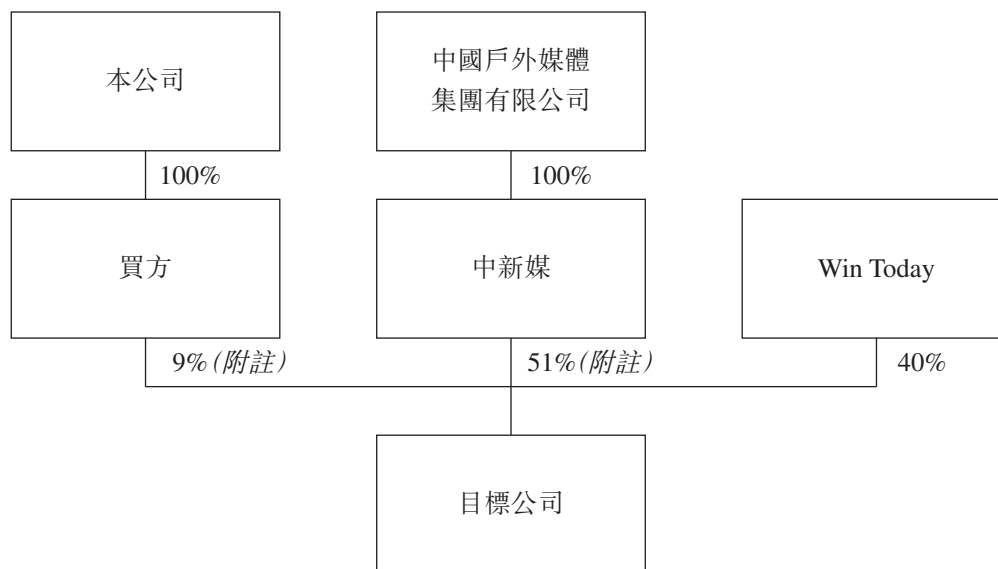 本公司
中國戶外媒體
集團有限公司
100%
100%
買方
中新媒
Win Today
9%(附註)
51%(附註)
40%
目標公司